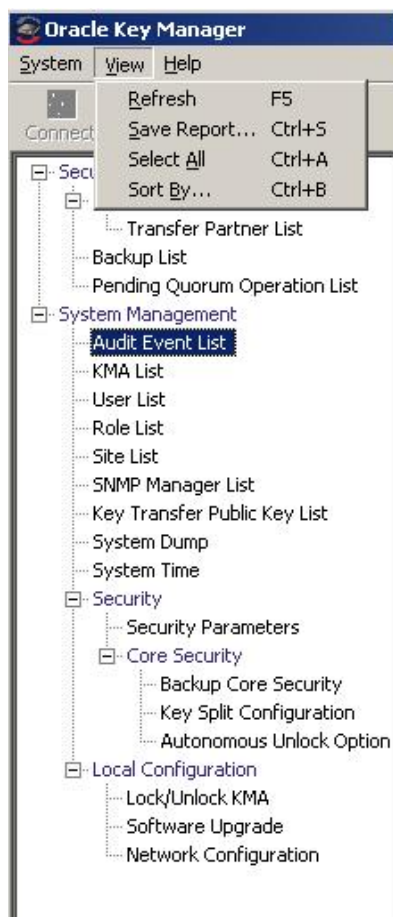 Oracle Key Manager
System View Help
Refresh F5
Connect
Save Report... Ctrl+S
Select All Ctrl+A
Sort By... Ctrl+B
Transfer Partner List
Backup List
Pending Quorum Operation List
System Management
Audit Event List
KMA List
User List
Role List
Site List
SNMP Manager List
Key Transfer Public Key List
System Dump
System Time
Security
Security Parameters
Core Security
Backup Core Security
Key Split Configuration
Autonomous Unlock Option
Local Configuration
Lock/Unlock KMA
Software Upgrade
Network Configuration